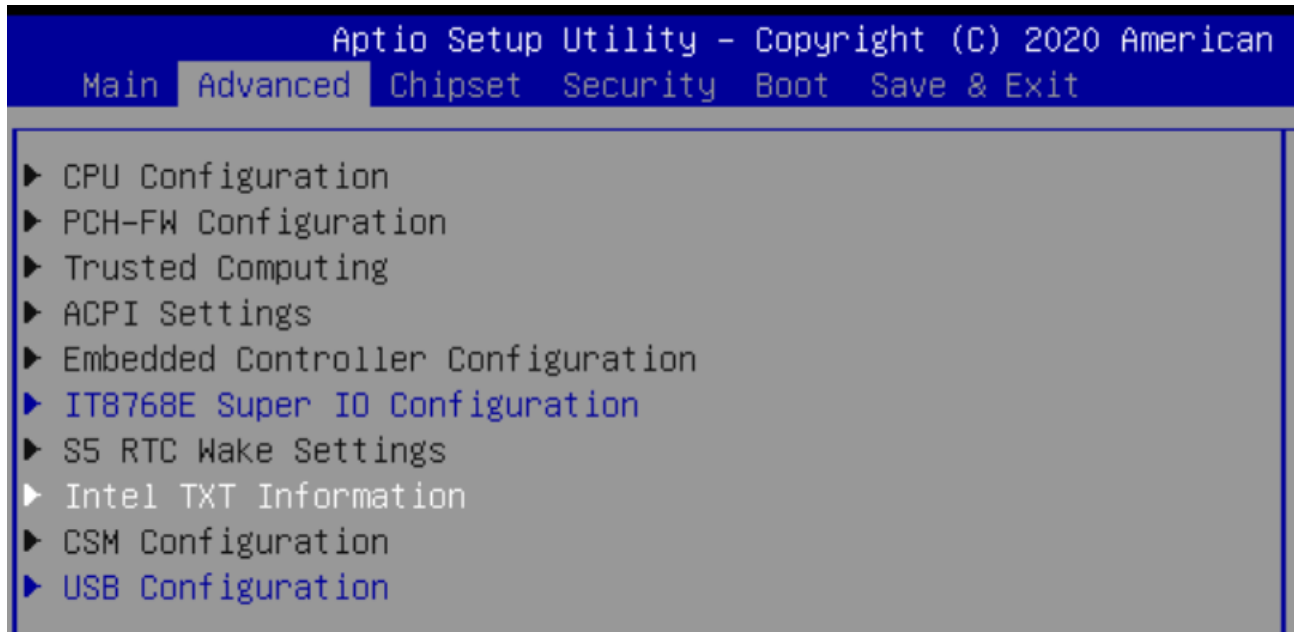 Aptio Setup Utility – Copyright (C) 2020 American
Main Advanced Chipset Security Boot Save & Exit
CPU Configuration
PCH-FW Configuration
Trusted Computing
ACPI Settings
Embedded Controller Configuration
IT8768E Super IO Configuration
S5 RTC Wake Settings
Intel TXT Information
CSM Configuration
USB Configuration